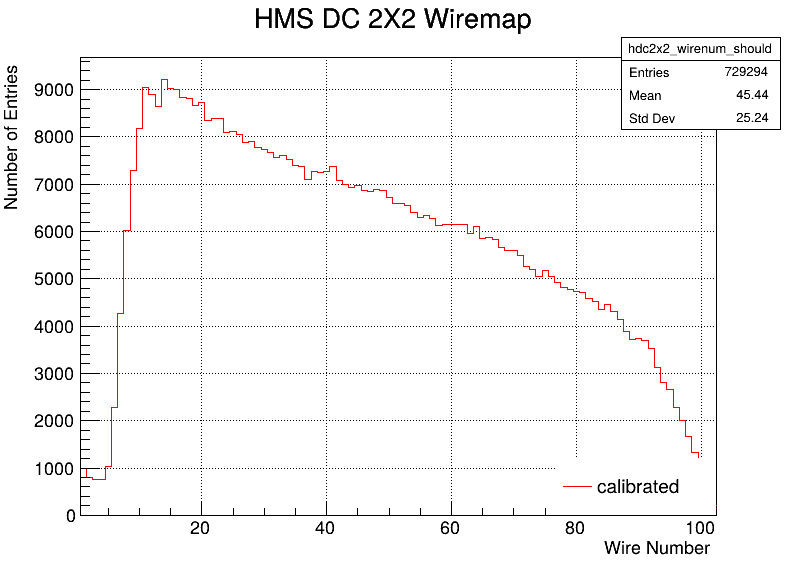 HMS DC 2X2 Wiremap
hdc2x2_wirenum_should
Entries 729294
Mean 45.44
Std Dev 25.24
Number of Entries
9000
8000
7000
6000
5000
4000
3000
2000
1000
0
calibrated
20 40 60 80 100
Wire Number